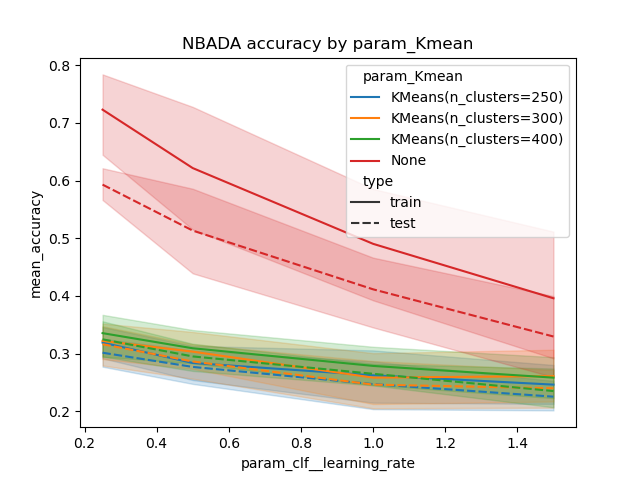 NBADA accuracy by param_Kmean
mean_accuracy
0.8
0.7
0.6
0.5
0.4
0.3
0.2
param_Kmean
KMeans(n_clusters=250)
KMeans(n_clusters=300)
KMeans(n_clusters=400)
None
type
train
test
0.2 0.4 0.6 0.8 1.0 1.2 1.4
param_clf__learning_rate